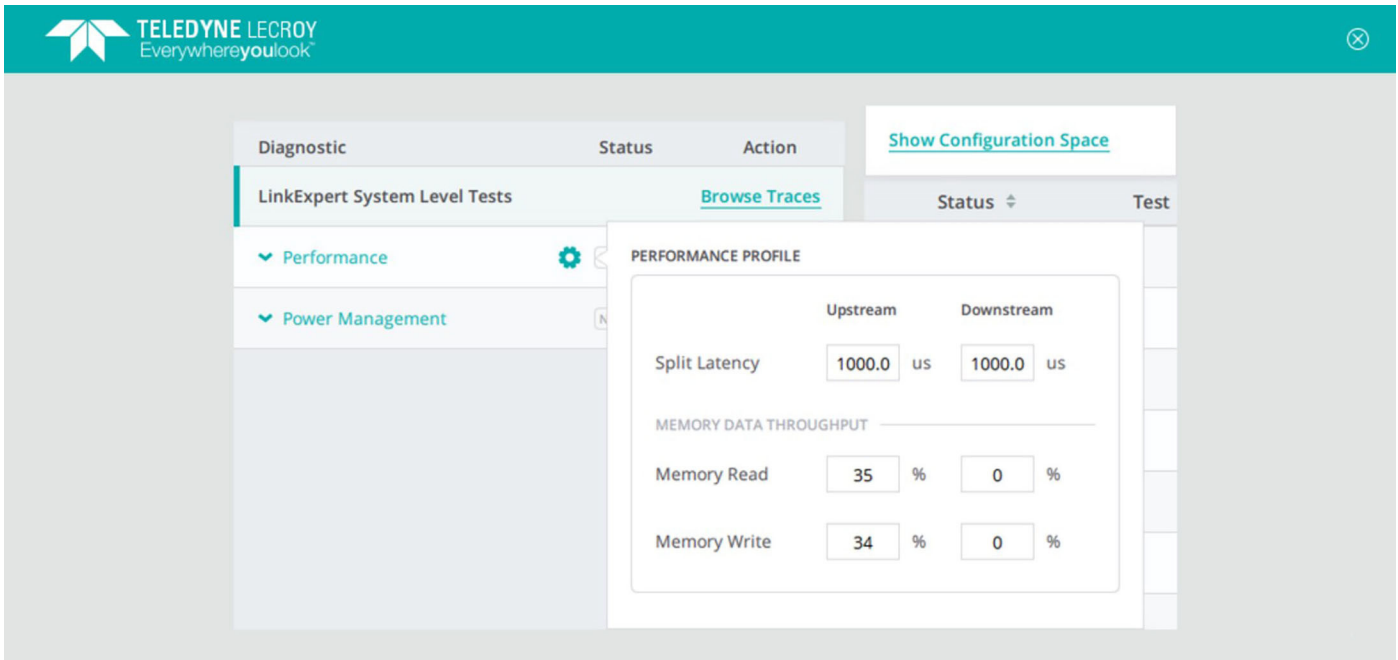 TELEDYNE LECROY
Everywhereyoulook™
Diagnostic Status Action
LinkExpert System Level Tests Browse Traces
Performance
Power Management
Show Configuration Space
Status Test
PERFORMANCE PROFILE
Upstream Downstream
Split Latency 1000.0 us 1000.0 us
MEMORY DATA THROUGHPUT
Memory Read 35 % 0 %
Memory Write 34 % 0 %